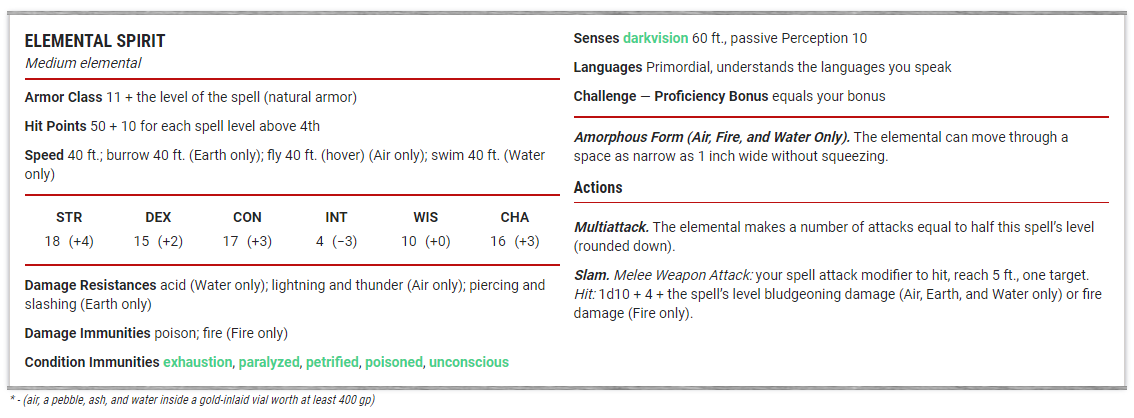 ELEMENTAL SPIRIT
Medium elemental
Armor Class 11 + the level of the spell (natural armor)
Hit Points 50 + 10 for each spell level above 4th
Speed 40 ft.; burrow 40 ft. (Earth only); fly 40 ft. (hover) (Air only); swim 40 ft. (Water
only)
STR DEX CON INT WIS CHA
18 (+4) 15 (+2) 17 (+3) 4 (−3) 10 (+0) 16 (+3)
Damage Resistances acid (Water only); lightning and thunder (Air only); piercing and
slashing (Earth only)
Damage Immunities poison; fire (Fire only)
Condition Immunities exhaustion, paralyzed, petrified, poisoned, unconscious
Senses darkvision 60 ft., passive Perception 10
Languages Primordial, understands the languages you speak
Challenge — Proficiency Bonus equals your bonus
Amorphous Form (Air, Fire, and Water Only). The elemental can move through a
space as narrow as 1 inch wide without squeezing.
Actions
Multiattack. The elemental makes a number of attacks equal to half this spell's level
(rounded down).
Slam. Melee Weapon Attack: your spell attack modifier to hit, reach 5 ft., one target.
Hit: 1d10 + 4 + the spell's level bludgeoning damage (Air, Earth, and Water only) or fire
damage (Fire only).
* - (air, a pebble, ash, and water inside a gold-inlaid vial worth at least 400 gp)